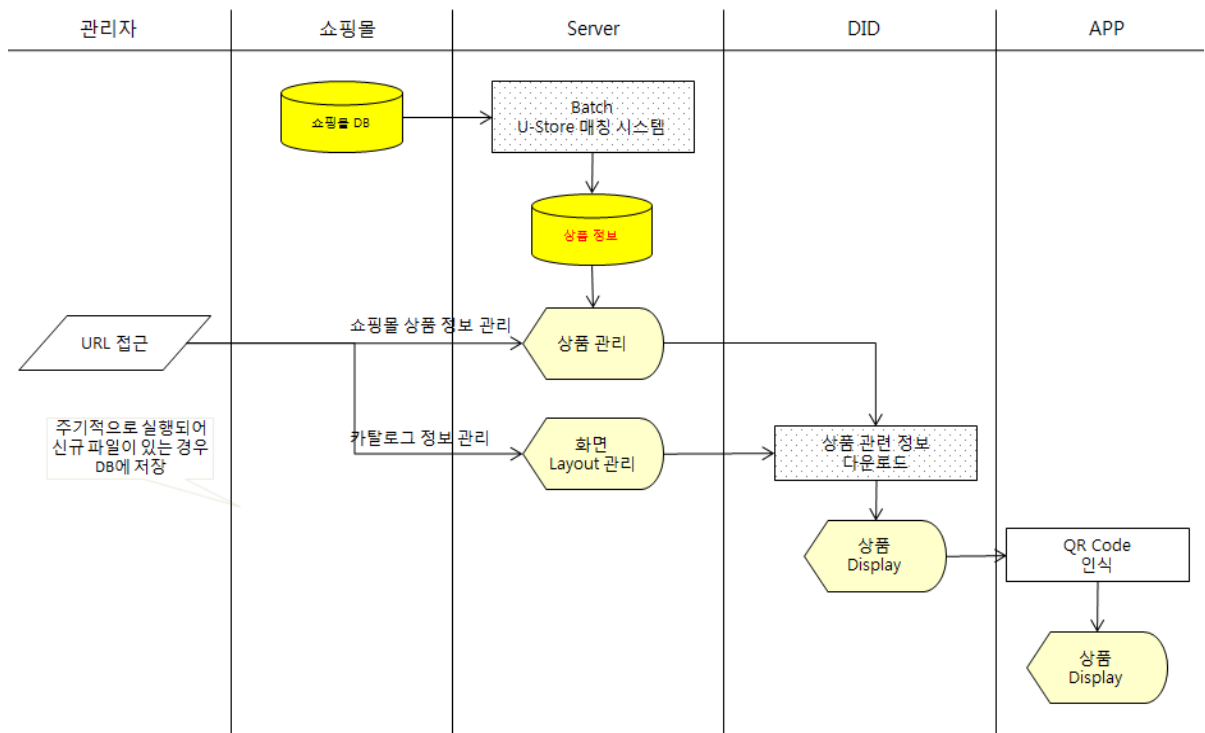 관리자
쇼핑몰
Server
DID
APP
쇼핑몰 DB
Batch
U-Store 매칭 시스템
상품 정보
URL 접근
쇼핑몰 상품 정보 관리
상품 관리
주기적으로 실행되어
신규 파일이 있는 경우
DB에 저장
카탈로그 정보 관리
화면
Layout 관리
상품 관련 정보
다운로드
상품
Display
QR Code
인식
상품
Display